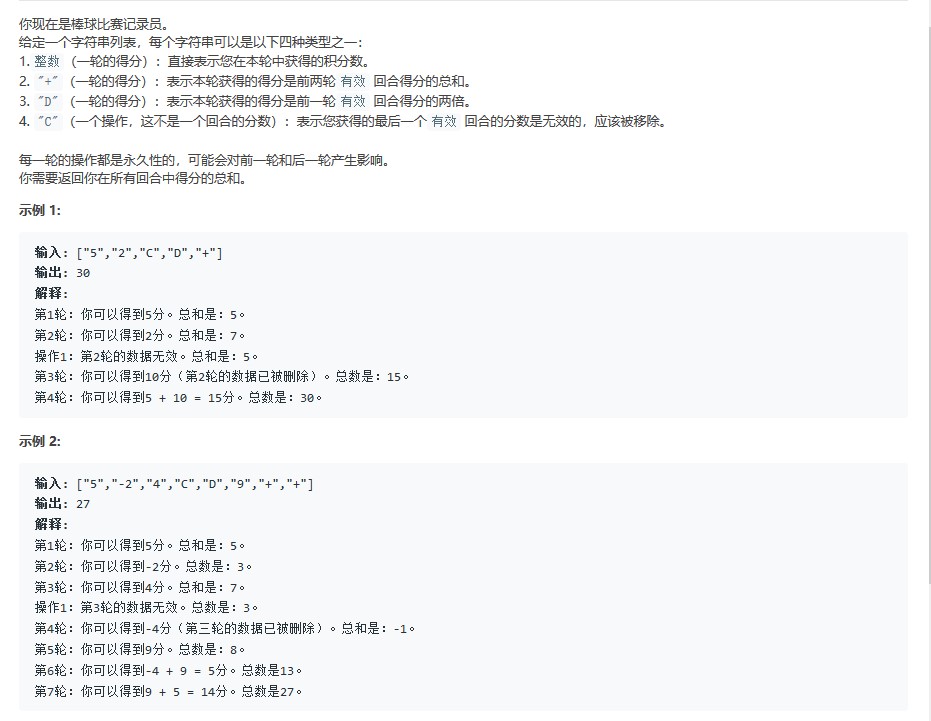 你现在是棒球比赛记录员。
给定一个字符串列表，每个字符串可以是以下四种类型之一：
1. 整数 （一轮的得分）：直接表示您在本轮中获得的积分数。
2. "+" （一轮的得分）：表示本轮获得的得分是前两轮 有效 回合得分的总和。
3. "D" （一轮的得分）：表示本轮获得的得分是前一轮 有效 回合得分的两倍。
4. "C" （一个操作，这不是一个回合的分数）：表示您获得的最后一个 有效 回合的分数是无效的，应该被移除。
每一轮的操作都是永久性的，可能会对前一轮和后一轮产生影响。
你需要返回你在所有回合中得分的总和。
示例 1:
输入: ["5","2","C","D","+"]
输出: 30
解释:
第1轮：你可以得到5分。总和是：5。
第2轮：你可以得到2分。总和是：7。
操作1：第2轮的数据无效。总和是：5。
第3轮：你可以得到10分（第2轮的数据已被删除）。总数是：15。
第4轮：你可以得到5 + 10 = 15分。总数是：30。
示例 2:
输入: ["5","-2","4","C","D","9","+","+"]
输出: 27
解释:
第1轮：你可以得到5分。总和是：5。
第2轮：你可以得到-2分。总数是：3。
第3轮：你可以得到4分。总和是：7。
操作1：第3轮的数据无效。总数是：3。
第4轮：你可以得到-4分（第三轮的数据已被删除）。总和是：-1。
第5轮：你可以得到9分。总数是：8。
第6轮：你可以得到-4 + 9 = 5分。总数是13。
第7轮：你可以得到9 + 5 = 14分。总数是27。